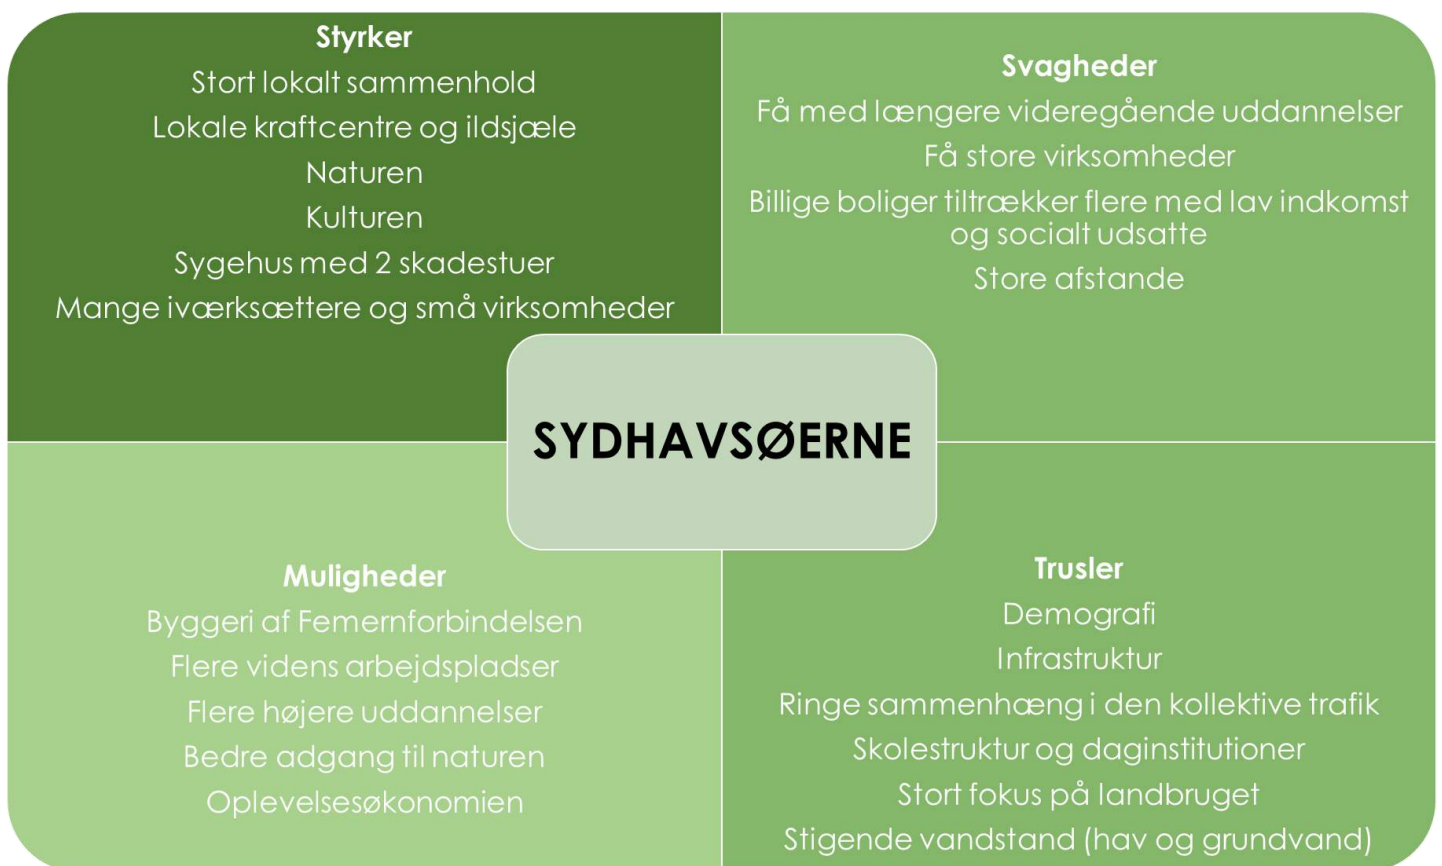 Styrker
Stort lokalt sammenhold
Lokale kraftcentre og ildsjæle
Naturen
Kulturen
Sygehus med 2 skadestuer
Mange iværksættere og små virksomheder
Svagheder
Få med længere videregående uddannelser
Få store virksomheder
Billige boliger tiltrækker flere med lav indkomst
og socialt udsatte
Store afstande
SYDHAVSØERNE
Muligheder
Byggeri af Femernforbindelsen
Flere videns arbejdspladser
Flere højere uddannelser
Bedre adgang til naturen
Oplevelsesøkonomien
Trusler
Demografi
Infrastruktur
Ringe sammenhæng i den kollektive trafik
Skolestruktur og daginstitutioner
Stort fokus på landbruget
Stigende vandstand (hav og grundvand)